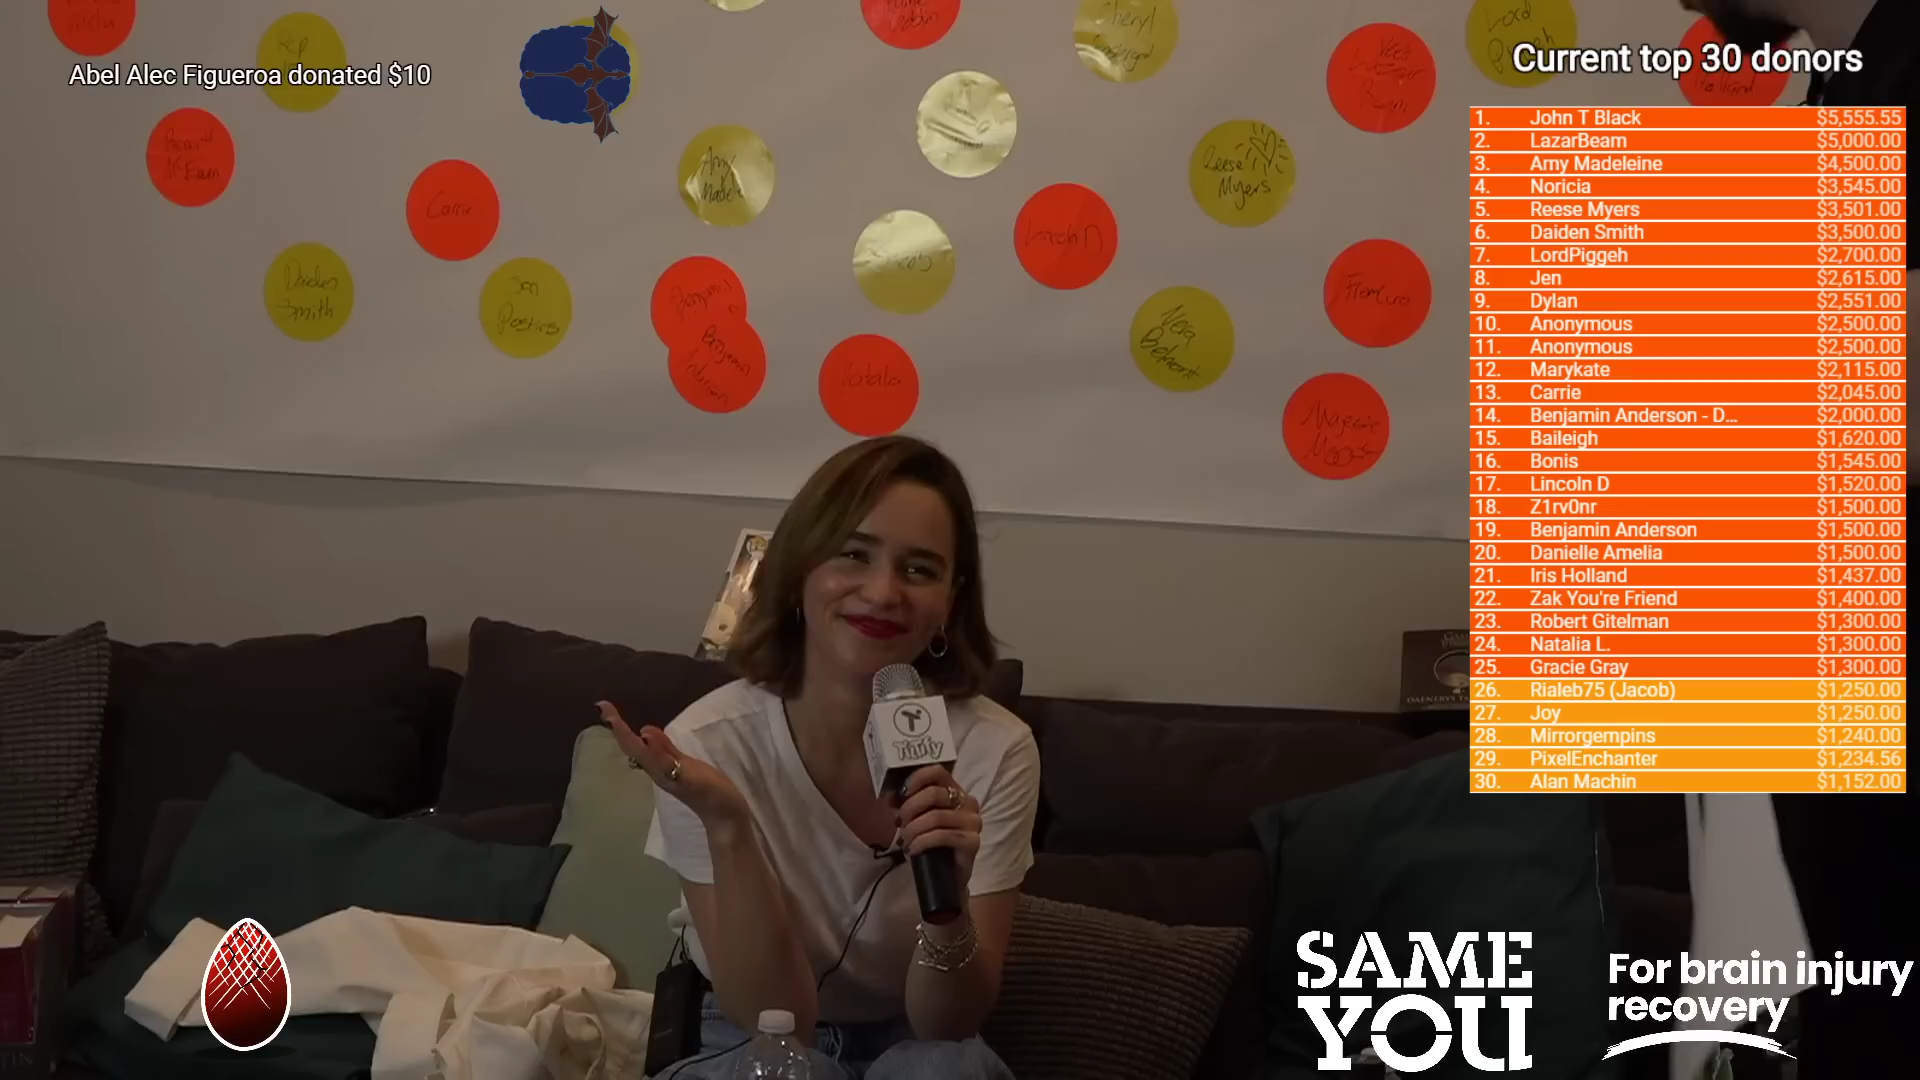 Abel Alec Figueroa donated $10
Current top 30 donors
1. John T Black $5,555.55
2. LazarBeam $5,000.00
3. Amy Madeleine $4,500.00
4. Noricia $3,545.00
5. Reese Myers $3,501.00
6. Daiden Smith $3,500.00
7. LordPiggeh $2,700.00
8. Jen $2,615.00
9. Dylan $2,551.00
10. Anonymous $2,500.00
11. Anonymous $2,500.00
12. Marykate $2,115.00
13. Carrie $2,045.00
14. Benjamin Anderson - D... $2,000.00
15. Baileigh $1,620.00
16. Bonis $1,545.00
17. Lincoln D $1,520.00
18. Z1rv0nr $1,500.00
19. Benjamin Anderson $1,500.00
20. Danielle Amelia $1,500.00
21. Iris Holland $1,437.00
22. Zak You're Friend $1,400.00
23. Robert Gitelman $1,300.00
24. Natalia L. $1,300.00
25. Gracie Gray $1,300.00
26. Rialeb75 (Jacob) $1,250.00
27. Joy $1,250.00
28. Mirrorgempins $1,240.00
29. PixelEnchanter $1,234.56
30. Alan Machin $1,152.00
Cheryl
Lord
Amy
Reese
Myers
Carrie
Daiden
Smith
Jen
Vera
Belmont
Tiltify
SAME
YOU
For brain injury
recovery